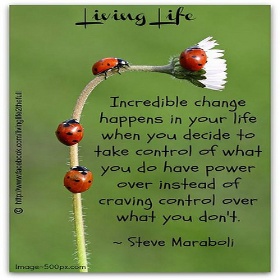 Living Life
Incredible change
happens in your life
when you decide to
take control of what
you do have power
over instead of
craving control over
what you don't.
~ Steve Maraboli
Image-500px.com